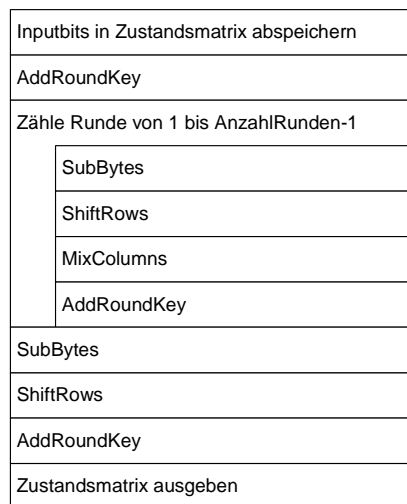 Inputbits in Zustandsmatrix abspeichern
AddRoundKey
Zähle Runde von 1 bis AnzahlRunden-1
SubBytes
ShiftRows
MixColumns
AddRoundKey
SubBytes
ShiftRows
AddRoundKey
Zustandsmatrix ausgeben